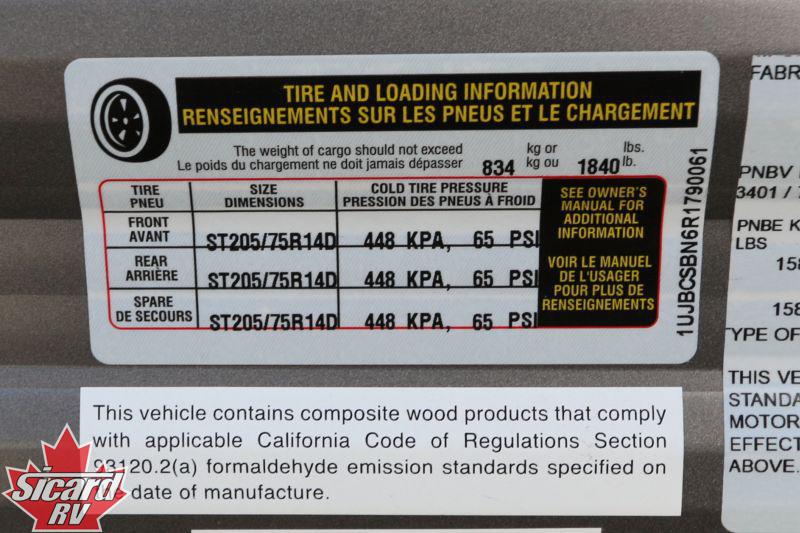 TIRE AND LOADING INFORMATION
RENSEIGNEMENTS SUR LES PNEUS ET LE CHARGEMENT
The weight of cargo should not exceed kg or lbs.
Le poids du chargement ne doit jamais dépasser 834 kg ou 1840 lb.
TIRE SIZE COLD TIRE PRESSURE
PNEU DIMENSIONS PRESSION DES PNEUS À FROID
FRONT
AVANT ST205/75R14D 448 KPA, 65 PSI
REAR
ARRIÈRE ST205/75R14D 448 KPA, 65 PSI
SPARE
DE SECOURS ST205/75R14D 448 KPA, 65 PSI
SEE OWNER'S
MANUAL FOR
ADDITIONAL
INFORMATION
VOIR LE MANUEL
DE L'USAGER
POUR PLUS DE
RENSEIGNEMENTS
1UJBCSBN6R1790061
This vehicle contains composite wood products that comply
with applicable California Code of Regulations Section
93120.2(a) formaldehyde emission standards specified on
the date of manufacture.
FABR
PNBV
3401 /
PNBE K
LBS
158
158
YPE OF
THIS VE
STANDA
MOTOR
EFFECT
ABOVE.
Sicard
RV